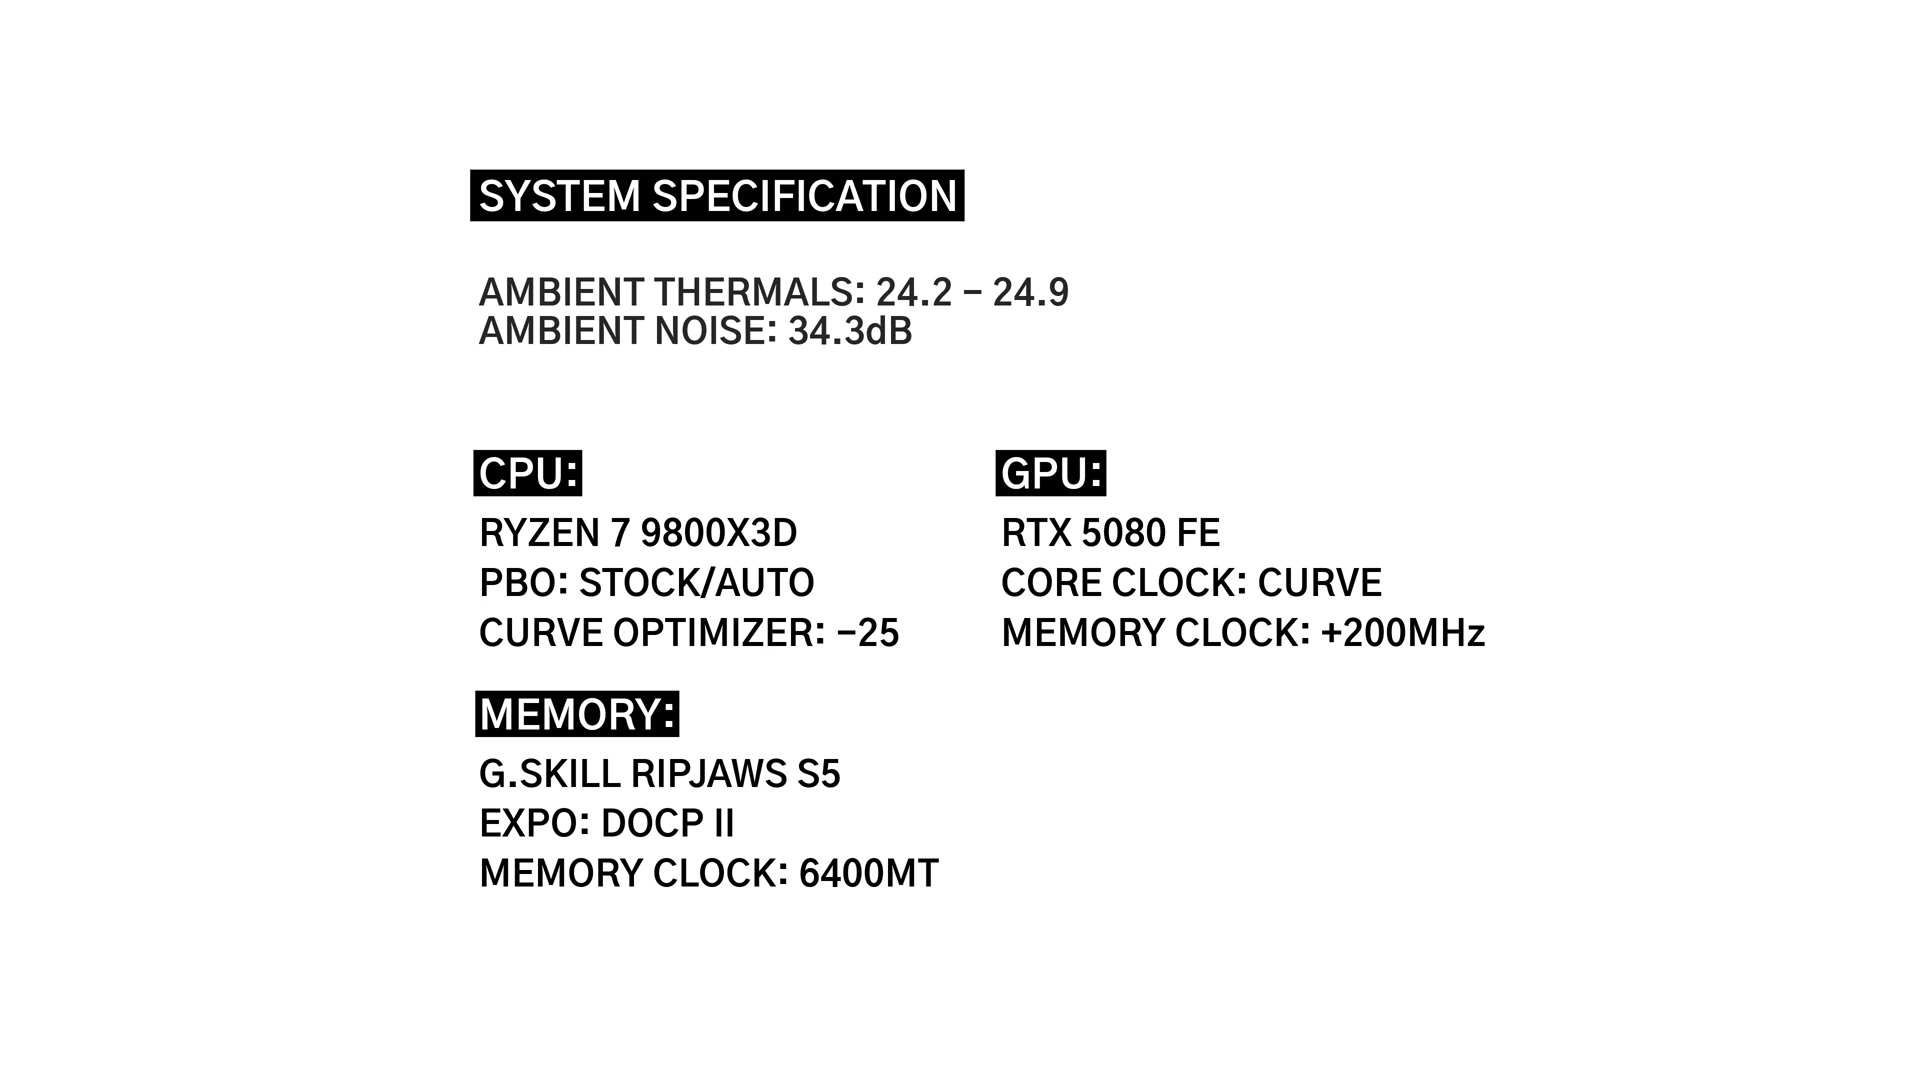 SYSTEM SPECIFICATION
AMBIENT THERMALS: 24.2 – 24.9
AMBIENT NOISE: 34.3dB
CPU:
RYZEN 7 9800X3D
PBO: STOCK/AUTO
CURVE OPTIMIZER: –25
GPU:
RTX 5080 FE
CORE CLOCK: CURVE
MEMORY CLOCK: +200MHz
MEMORY:
G.SKILL RIPJAWS S5
EXPO: DOCP II
MEMORY CLOCK: 6400MT